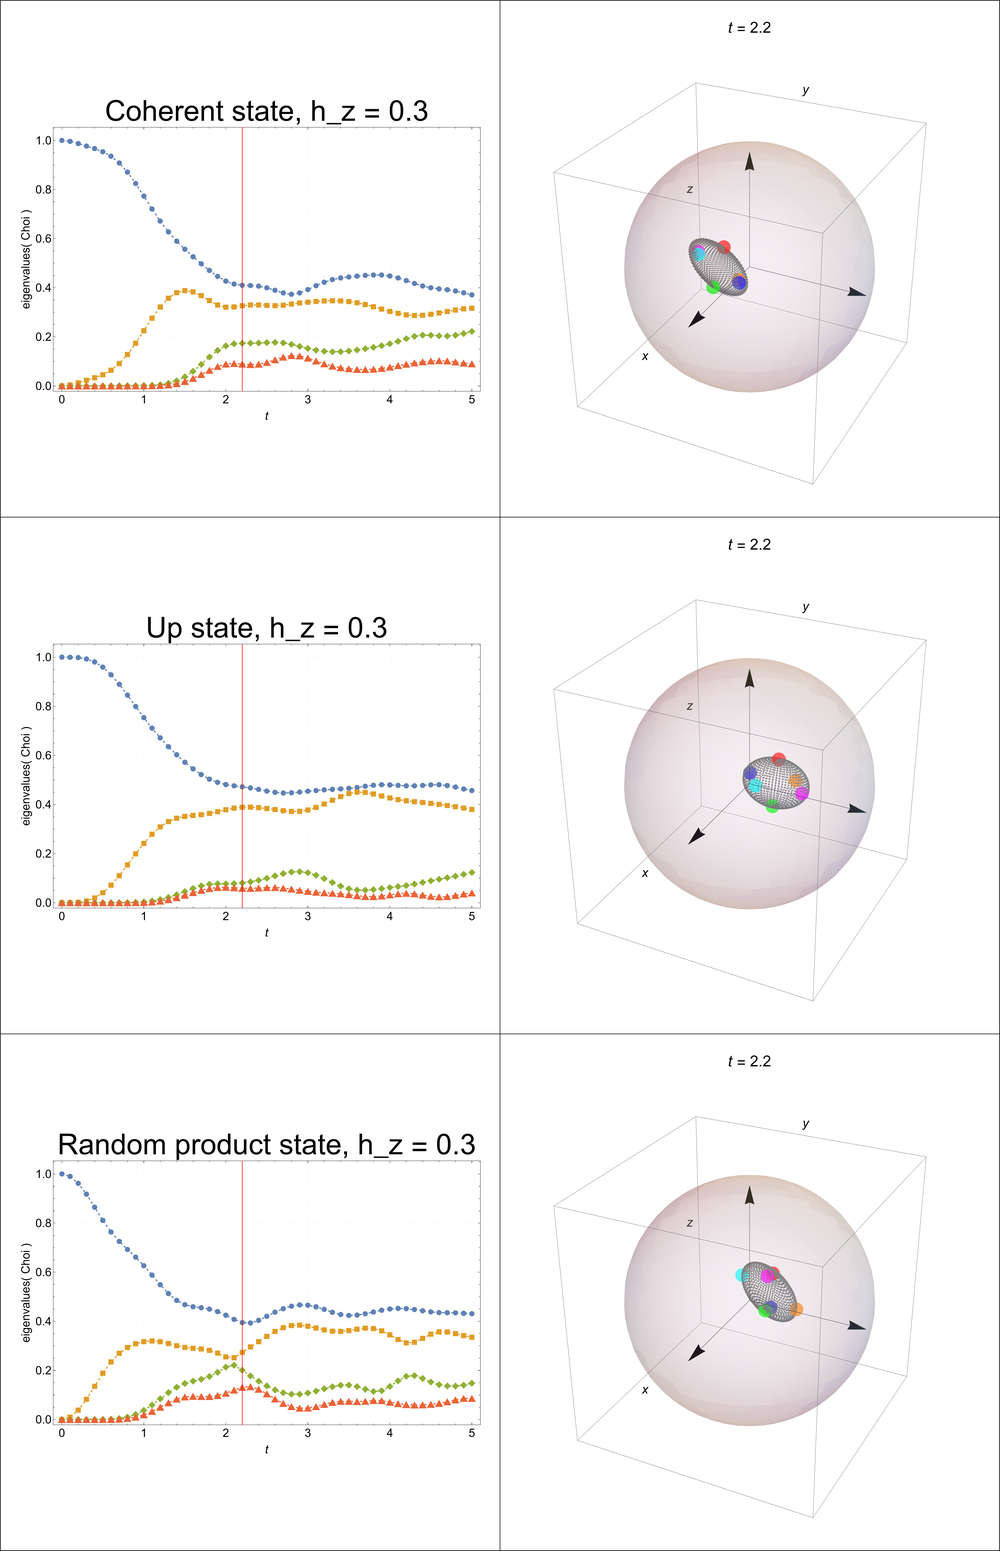 t = 2.2
Coherent state, h_z = 0.3
y
1.0
0.8
z
eigenvalues( Choi )
0.6
0.4
0.2
x
0.0
0 1 2 3 4 5
t
t = 2.2
Up state, h_z = 0.3
y
1.0
0.8
z
eigenvalues( Choi )
0.6
0.4
0.2
x
0.0
0 1 2 3 4 5
t
t = 2.2
Random product state, h_z = 0.3
y
1.0
0.8
z
eigenvalues( Choi )
0.6
0.4
0.2
x
0.0
0 1 2 3 4 5
t